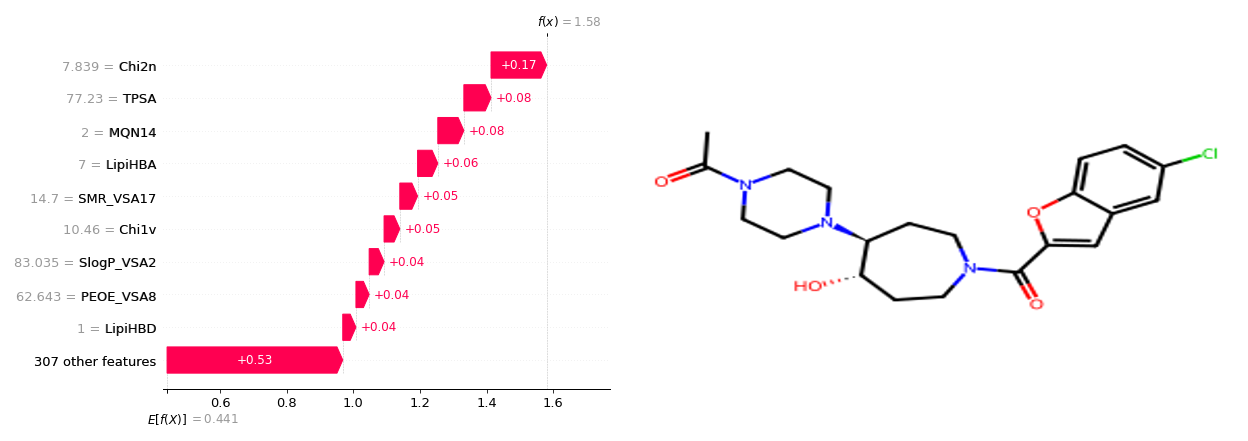 f(x) = 1.58
7.839 = Chi2n
+0.17
77.23 = TPSA
+0.08
2 = MQN14
+0.08
7 = LipiHBA
+0.06
14.7 = SMR_VSA17
+0.05
10.46 = Chi1v
+0.05
83.035 = SlogP_VSA2
+0.04
62.643 = PEOE_VSA8
+0.04
1 = LipiHBD
+0.04
307 other features
+0.53
0.6 0.8 1.0 1.2 1.4 1.6
E[f(X)] = 0.441
O
N
N
HO
N
O
O
Cl